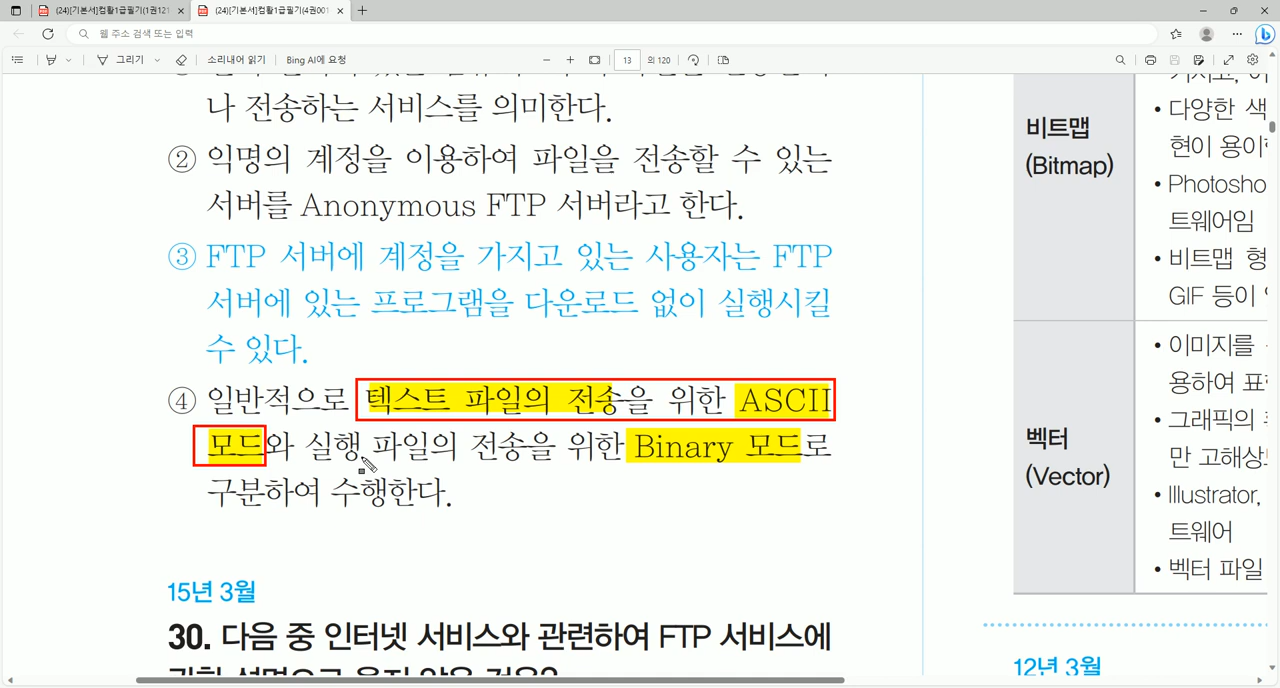 (24)[기본서]컴활1급필기(1권121
(24)[기본서]컴활1급필기(4권001
웹 주소 검색 또는 입력
그리기
소리내어 읽기
Bing AI에 요청
13
의 120
나 전송하는 서비스를 의미한다.
② 익명의 계정을 이용하여 파일을 전송할 수 있는
서버를 Anonymous FTP 서버라고 한다.
③ FTP 서버에 계정을 가지고 있는 사용자는 FTP
서버에 있는 프로그램을 다운로드 없이 실행시킬
수 있다.
④ 일반적으로 텍스트 파일의 전송을 위한 ASCII
모드와 실행 파일의 전송을 위한 Binary 모드로
구분하여 수행한다.
15년 3월
30. 다음 중 인터넷 서비스와 관련하여 FTP 서비스에
비트맵
(Bitmap)
• 다양한 색
현이 용이
• Photosho
트웨어임
• 비트맵 형
GIF 등이
벡터
(Vector)
• 이미지를
용하여 표
• 그래픽의
만 고해상
• Illustrator,
트웨어
• 벡터 파일
12년 3월